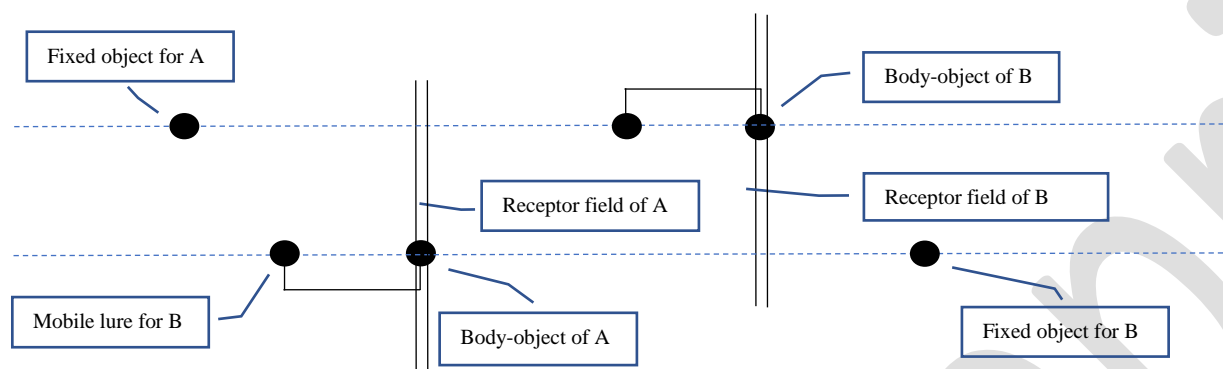 Fixed object for A
Body-object of B
Receptor field of A
Receptor field of B
Mobile lure for B
Body-object of A
Fixed object for B